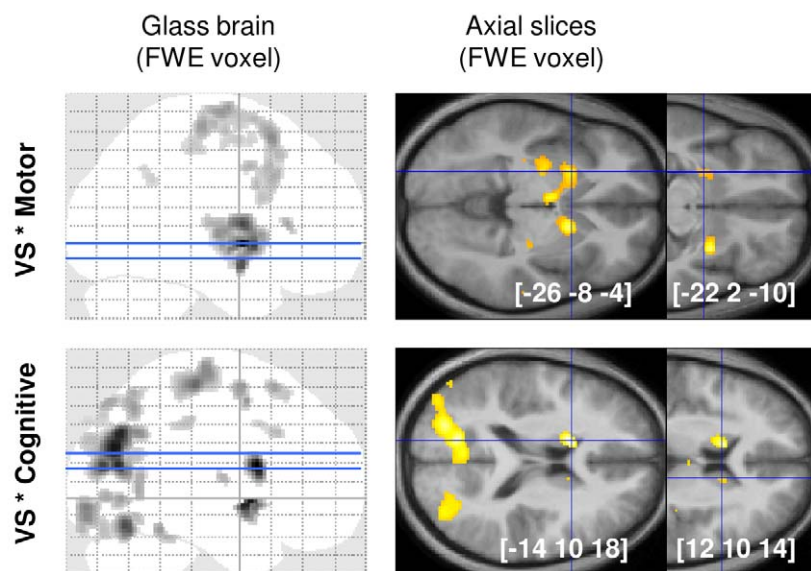 Glass brain
(FWE voxel)
Axial slices
(FWE voxel)
VS * Motor
[-26 -8 -4]
[-22 2 -10]
VS * Cognitive
[-14 10 18]
[12 10 14]